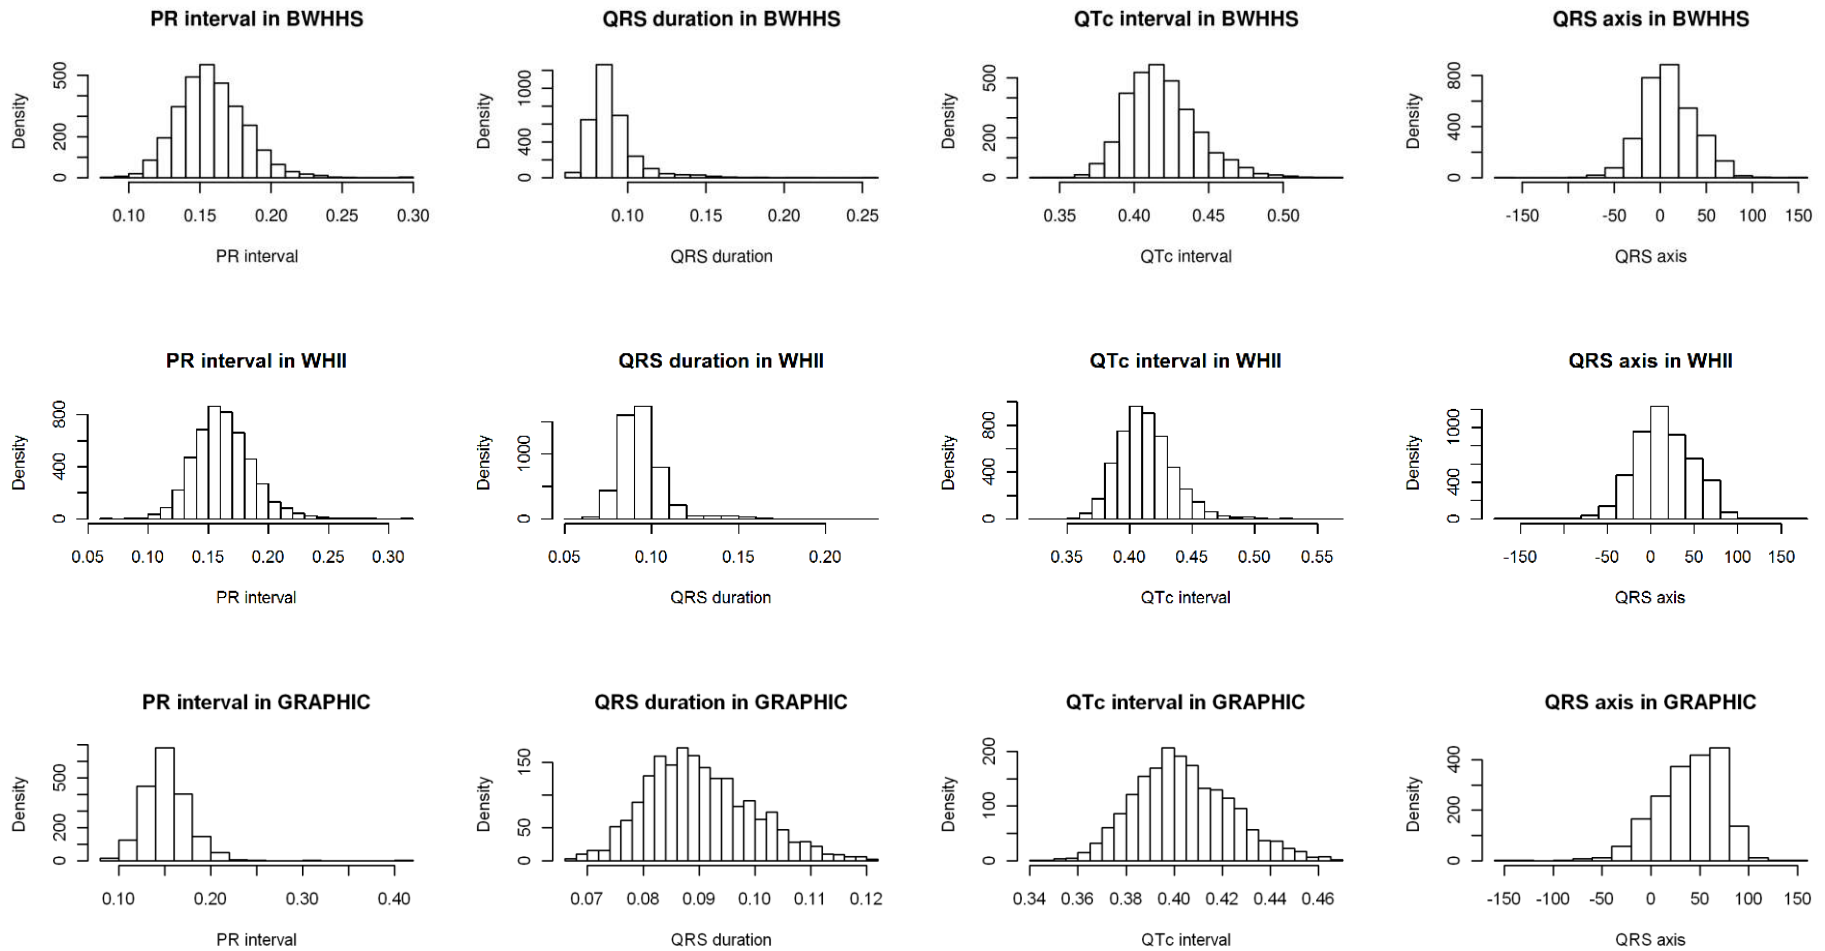 PR interval in BWHHS
QRS duration in BWHHS
QTc interval in BWHHS
QRS axis in BWHHS
Density
0 200 500
0.10 0.15 0.20 0.25 0.30
PR interval
Density
0 400 1000
0.10 0.15 0.20 0.25
QRS duration
Density
0 200 500
0.35 0.40 0.45 0.50
QTc interval
Density
0 400 800
-150 -50 0 50 100 150
QRS axis
PR interval in WHII
QRS duration in WHII
QTc interval in WHII
QRS axis in WHII
Density
0 400 800
0.05 0.10 0.15 0.20 0.25 0.30
PR interval
Density
0 1000
0.05 0.10 0.15 0.20
QRS duration
Density
0 400 800
0.35 0.40 0.45 0.50 0.55
QTc interval
Density
0 400 1000
-150 -50 0 50 100 150
QRS axis
PR interval in GRAPHIC
QRS duration in GRAPHIC
QTc interval in GRAPHIC
QRS axis in GRAPHIC
Density
0 200 500
0.10 0.20 0.30 0.40
PR interval
Density
0 50 150
0.07 0.08 0.09 0.10 0.11 0.12
QRS duration
Density
0 100 200
0.34 0.36 0.38 0.40 0.42 0.44 0.46
QTc interval
Density
0 200 400
-150 -100 -50 0 50 100 150
QRS axis